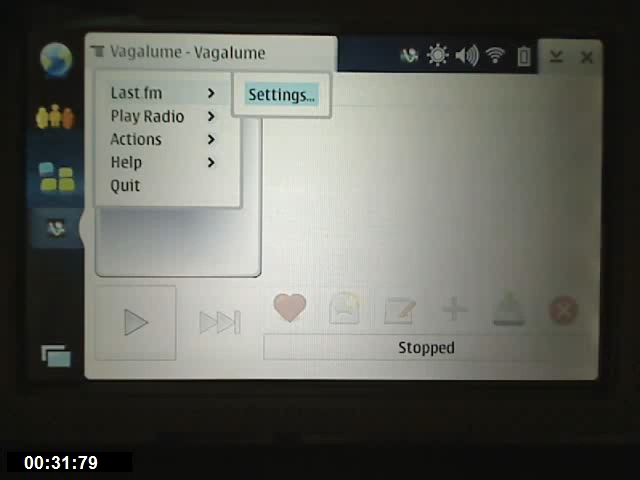 Vagalume - Vagalume
Last fm
Settings...
Play Radio
Actions
Help
Quit
Stopped
00:31:79